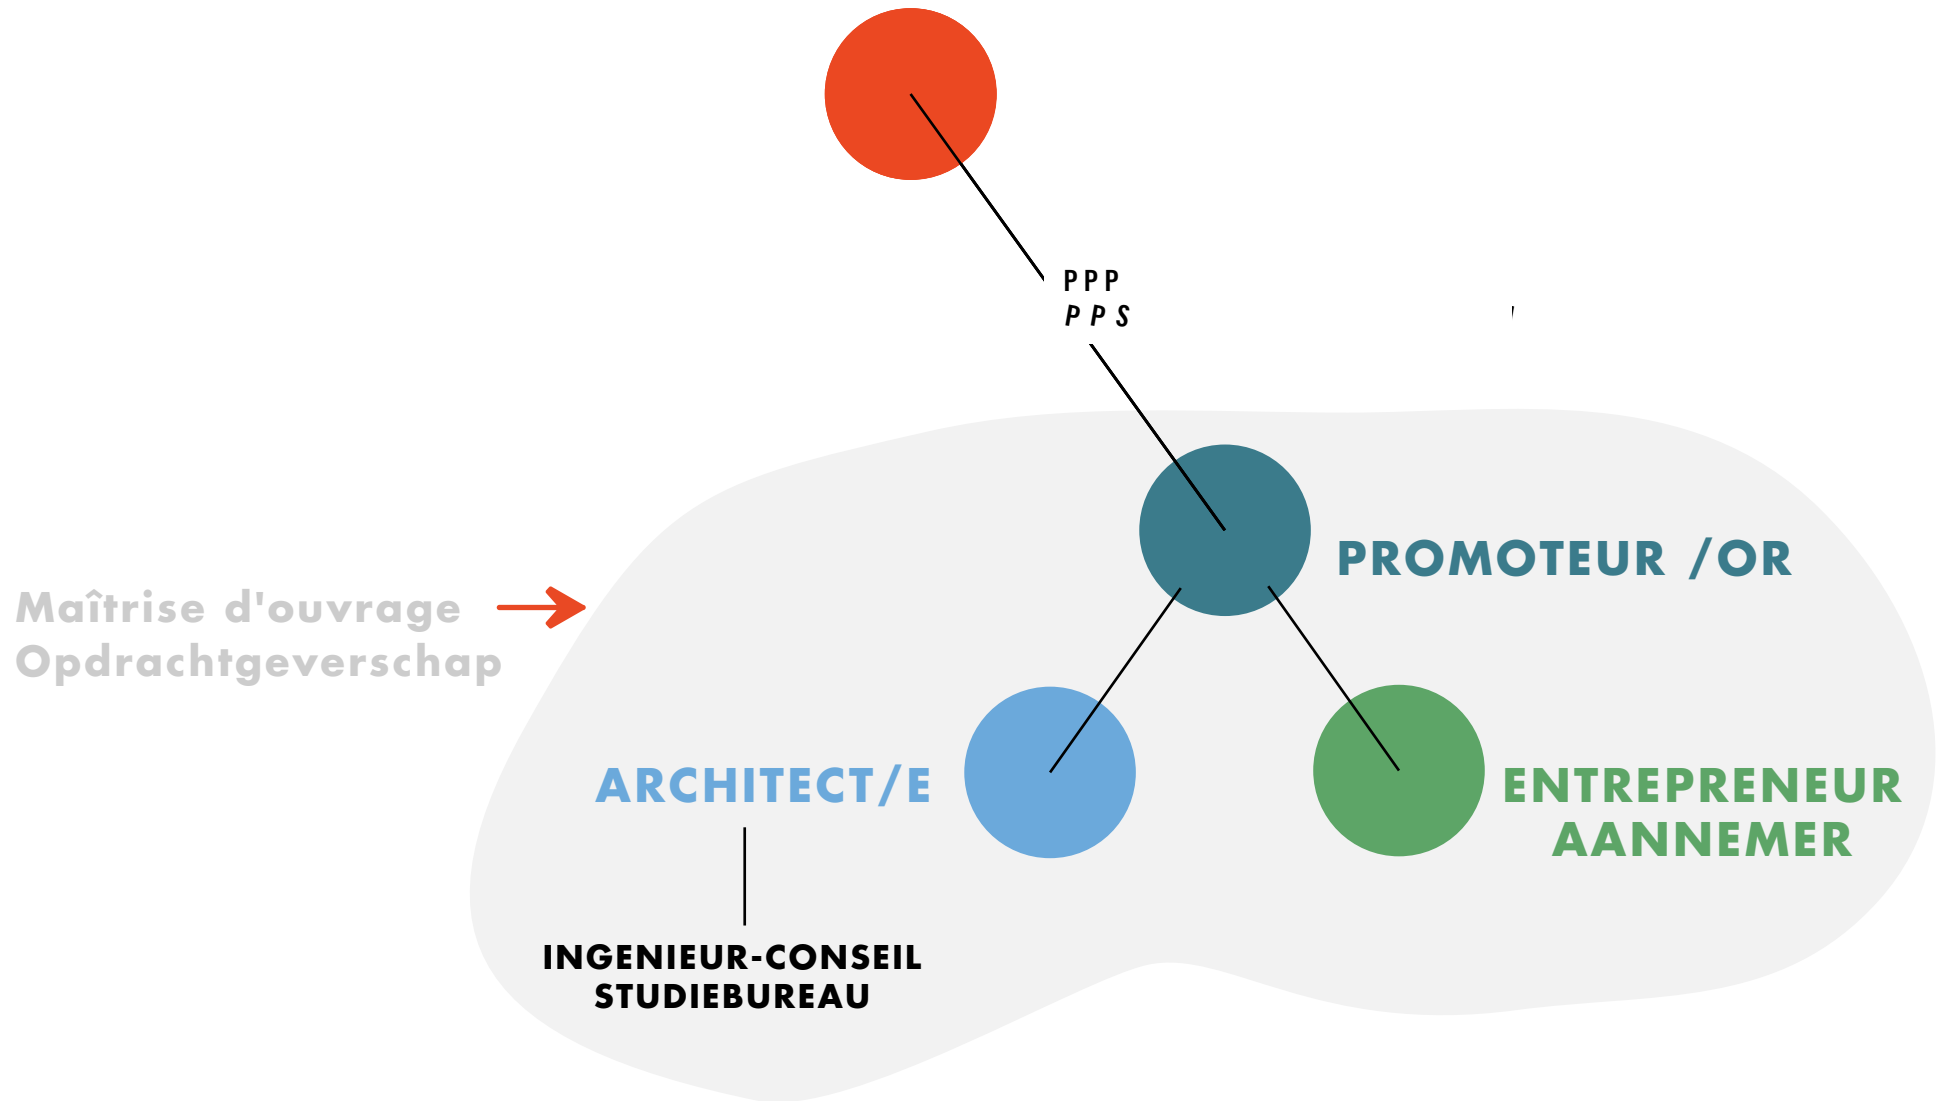 PPP
PPS
PROMOTEUR /OR
Maîtrise d'ouvrage
Opdrachtgeverschap
ARCHITECT/E
ENTREPRENEUR
AANNEMER
INGENIEUR-CONSEIL
STUDIEBUREAU